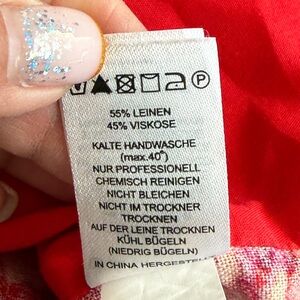 P
55% LEINEN
45% VISKOSE
KALTE HANDWASCHE
(max.40°)
NUR PROFESSIONELL
CHEMISCH REINIGEN
NICHT BLEICHEN
NICHT IM TROCKNER
TROCKNEN
AUF DER LEINE TROCKNEN
KÜHL BÜGELN
(NIEDRIG BÜGELN)
IN CHINA HERGESTELLT